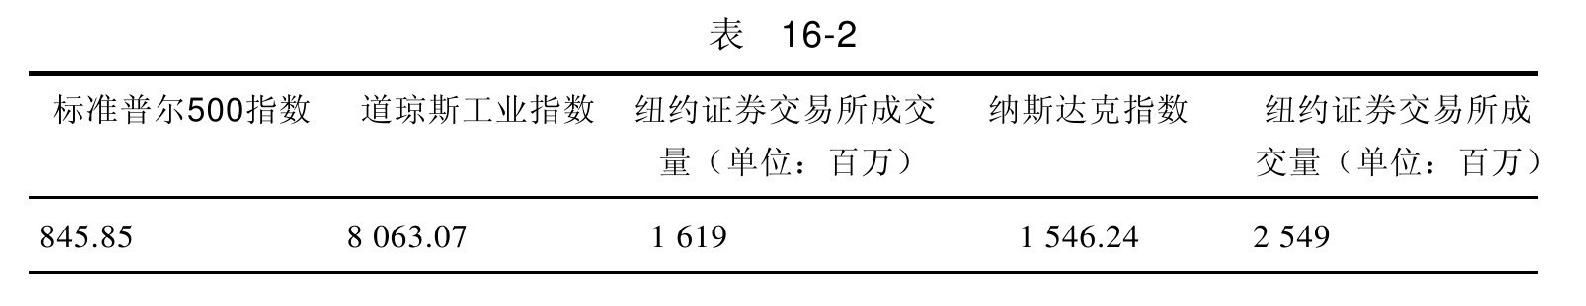 表 16-2
标准普尔500指数 道琼斯工业指数 纽约证券交易所成交 纳斯达克指数 纽约证券交易所成
量（单位：百万） 交量（单位：百万）
845.85 8 063.07 1 619 1 546.24 2 549